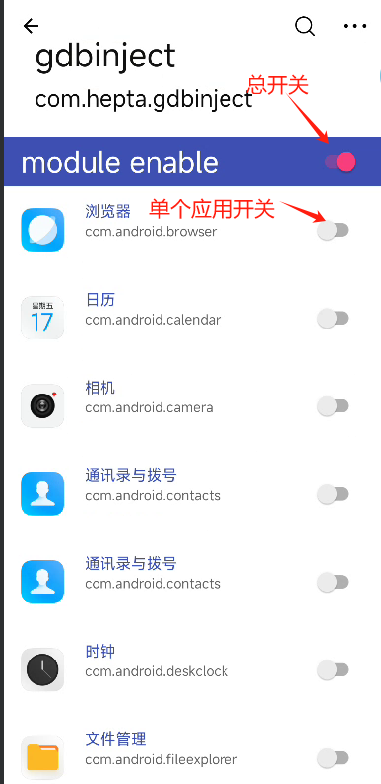 gdbinject
总开关
com.hepta.gdbinject
module enable
浏览器
单个应用开关
ccm.android.browser
星期五
17
日历
ccm.android.calendar
相机
ccm.android.camera
通讯录与拨号
ccm.android.contacts
通讯录与拨号
ccm.android.contacts
时钟
ccm.android.deskclock
文件管理
ccm.android.fileexplorer